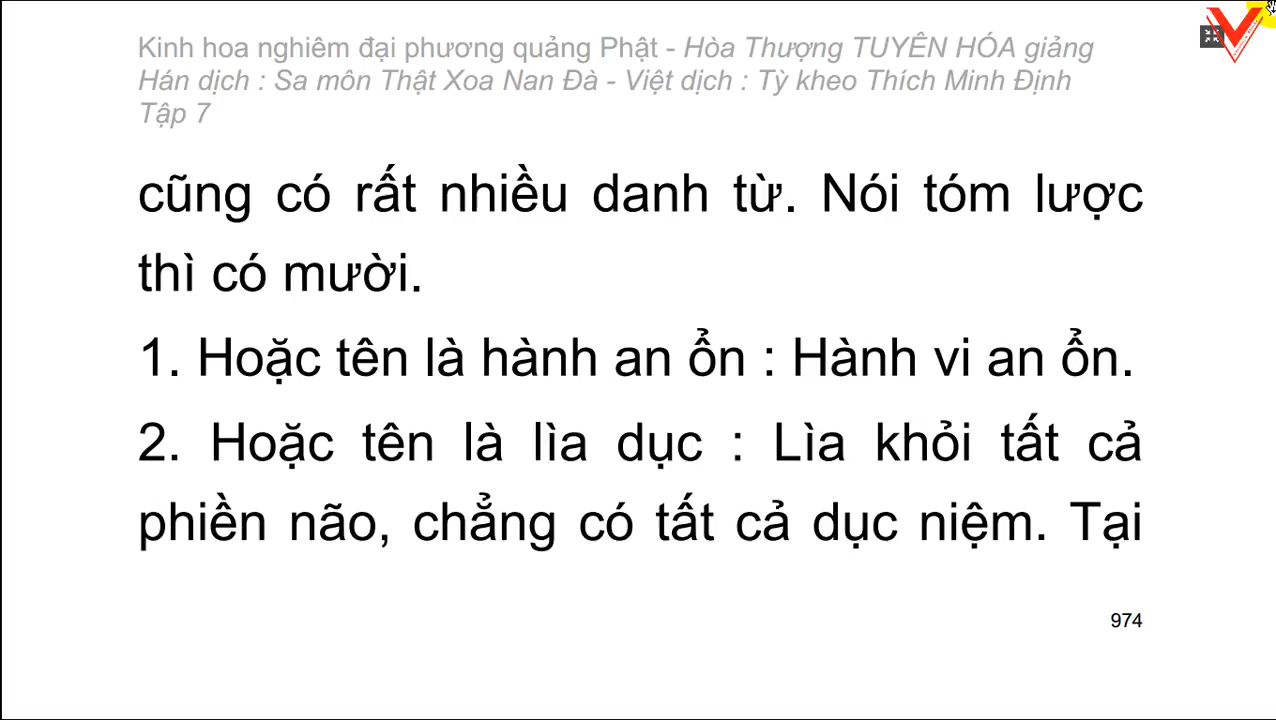 Kinh hoa nghiêm đại phương quảng Phật - Hòa Thượng TUYÊN HÓA giảng
Hán dịch : Sa môn Thật Xoa Nan Đà - Việt dịch : Tỳ kheo Thích Minh Định
Tập 7
cũng có rất nhiều danh từ. Nói tóm lược
thì có mười.
1. Hoặc tên là hành an ổn : Hành vi an ổn.
2. Hoặc tên là lìa dục : Lìa khỏi tất cả
phiền não, chẳng có tất cả dục niệm. Tại
974